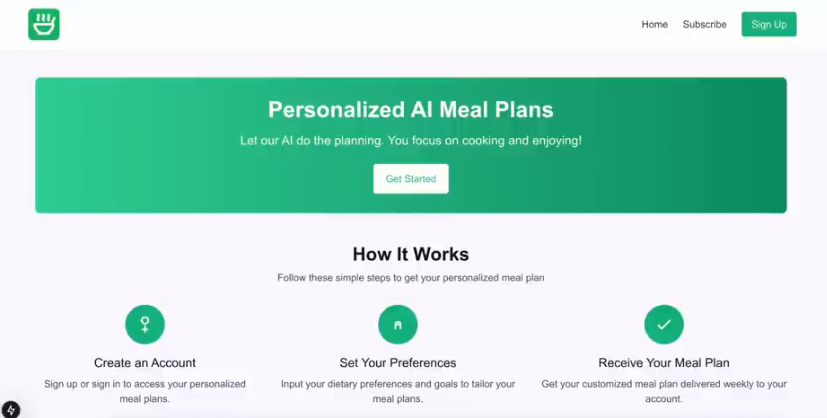 Home Subscribe Sign Up
Personalized AI Meal Plans
Let our AI do the planning. You focus on cooking and enjoying!
Get Started
How It Works
Follow these simple steps to get your personalized meal plan
Create an Account
Sign up or sign in to access your personalized
meal plans.
Set Your Preferences
Input your dietary preferences and goals to tailor your
meal plans.
Receive Your Meal Plan
Get your customized meal plan delivered weekly to your
account.